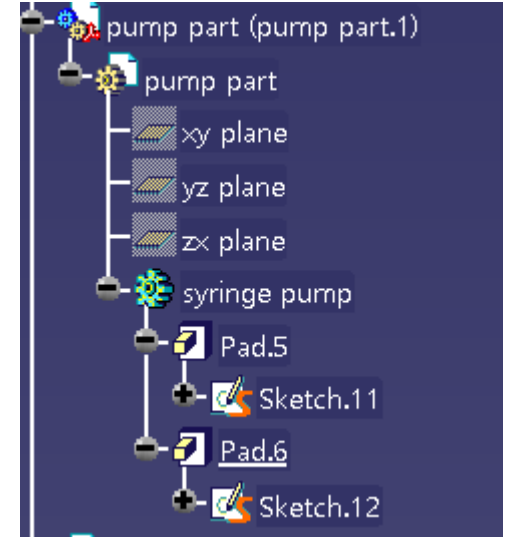 pump part (pump part.1)
pump part
xy plane
yz plane
zx plane
syringe pump
Pad.5
Sketch.11
Pad.6
Sketch.12